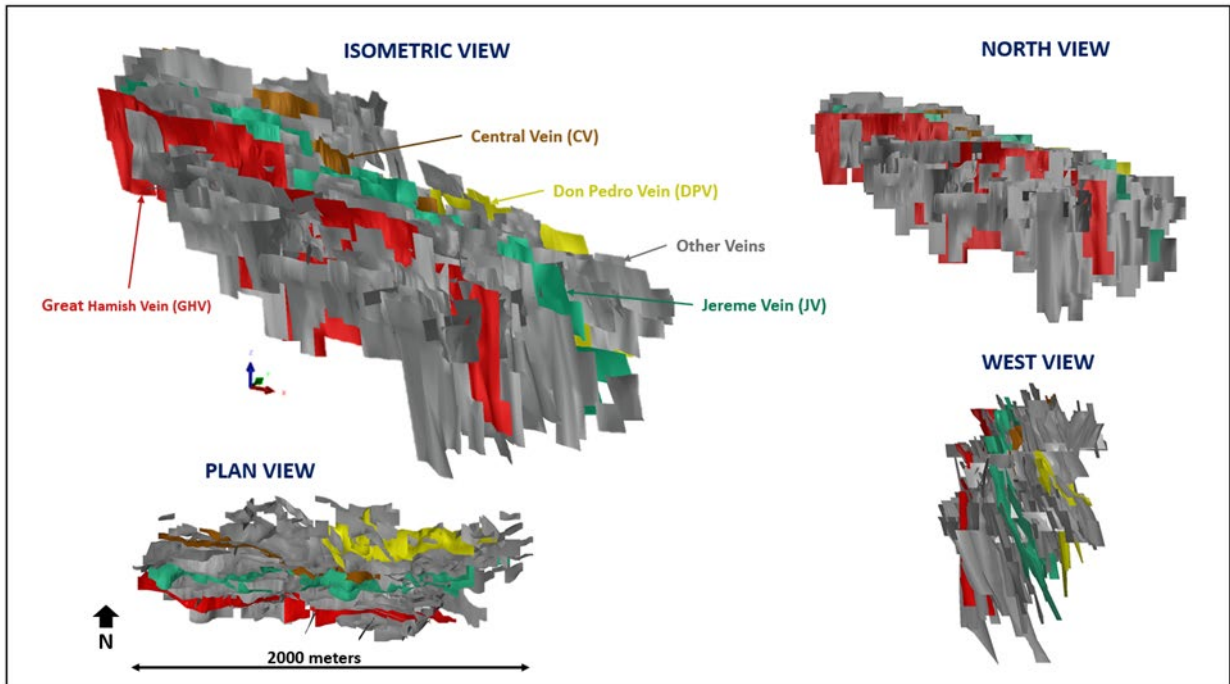 ISOMETRIC VIEW
NORTH VIEW
Central Vein (CV)
Don Pedro Vein (DPV)
Other Veins
Great Hamish Vein (GHV)
Jereme Vein (JV)
Z
X
WEST VIEW
PLAN VIEW
N
2000 meters